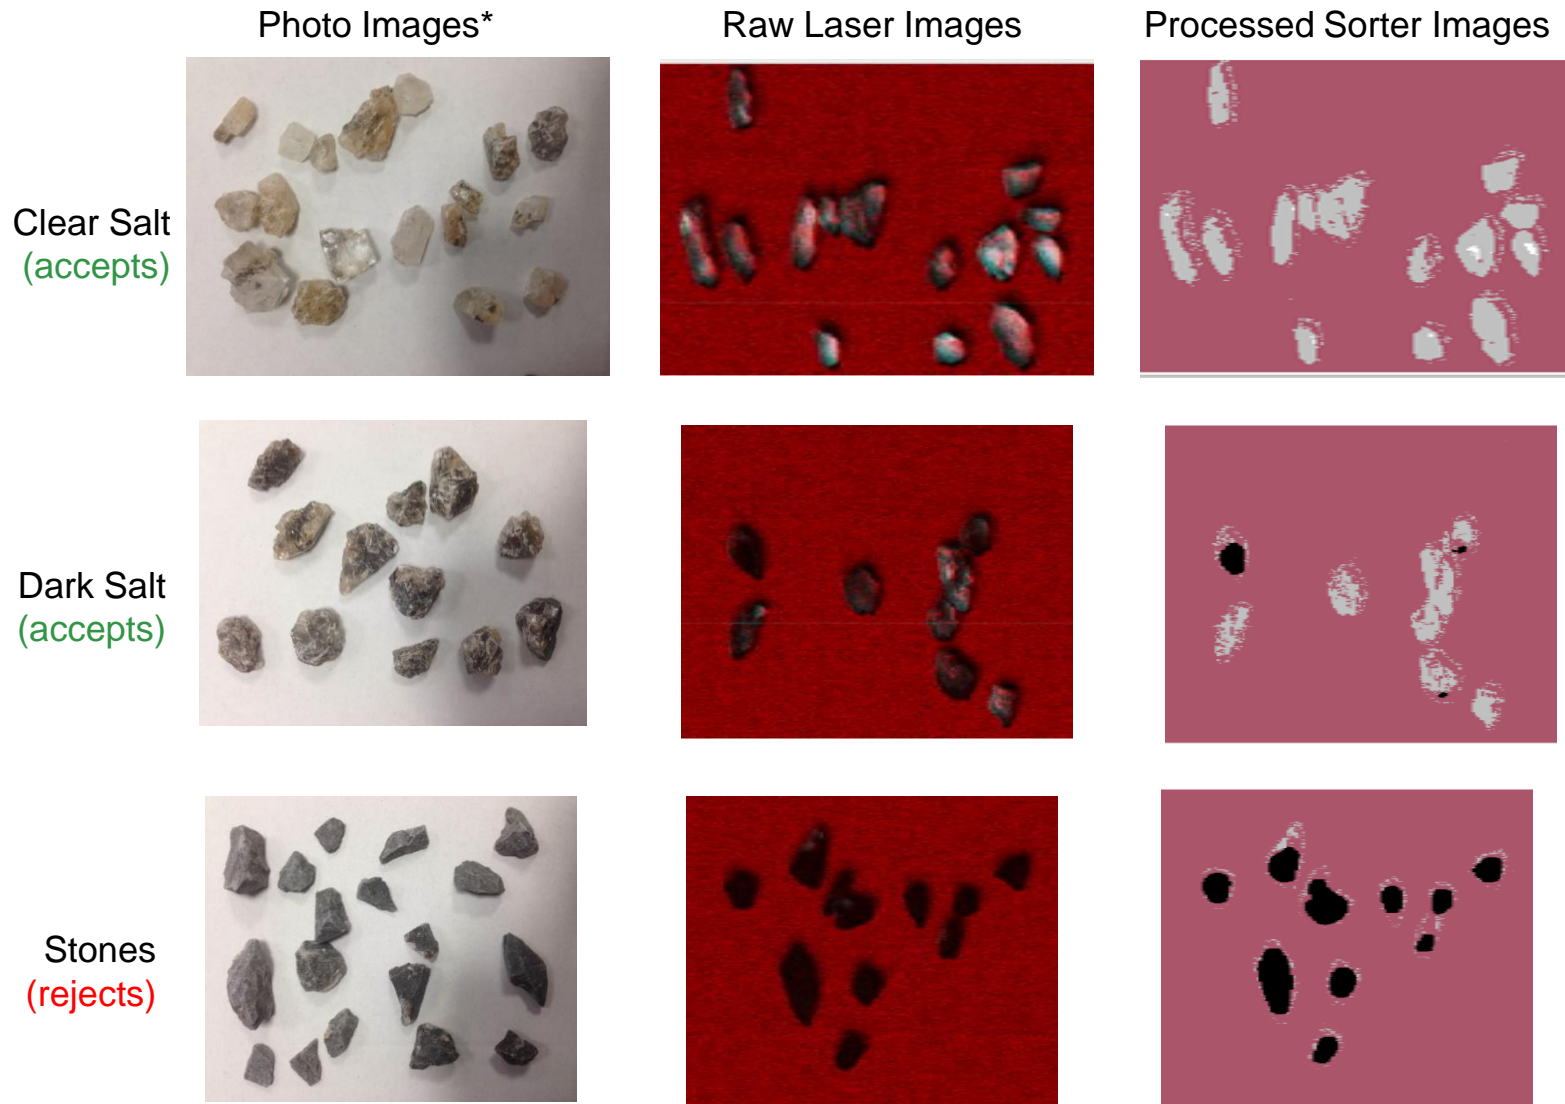 Photo Images*
Raw Laser Images
Processed Sorter Images
Clear Salt
(accepts)
Dark Salt
(accepts)
Stones
(rejects)